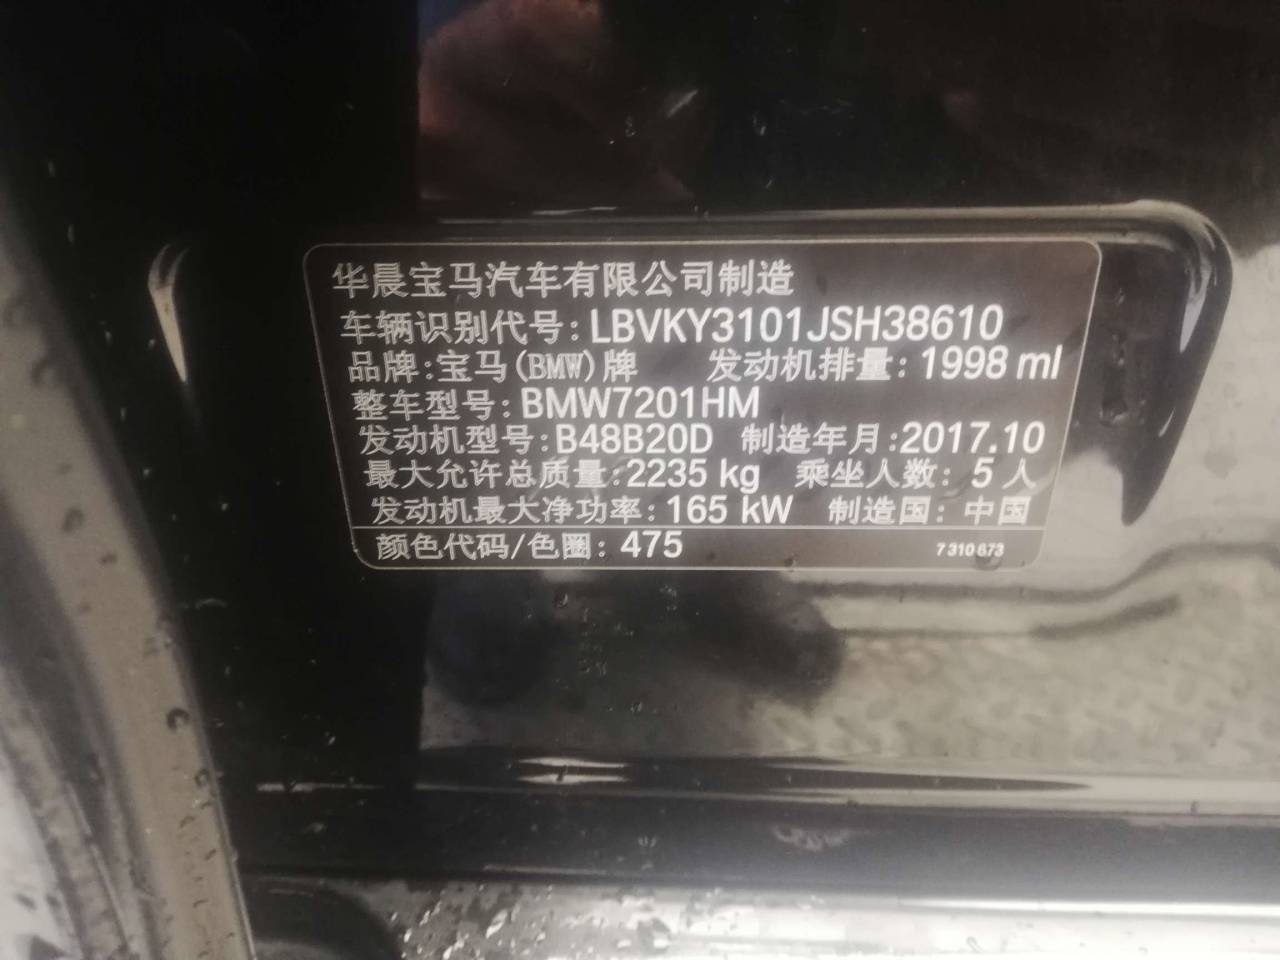 华晨宝马汽车有限公司制造
车辆识别代号:LBVKY3101JSH38610
品牌:宝马(BMW)牌 发动机排量:1998 ml
整车型号:BMW7201HM
发动机型号:B48B20D 制造年月:2017.10
最大允许总质量:2235 kg 乘坐人数:5 人
发动机最大净功率:165 kW 制造国:中国
颜色代码/色圈:475 7 310 673